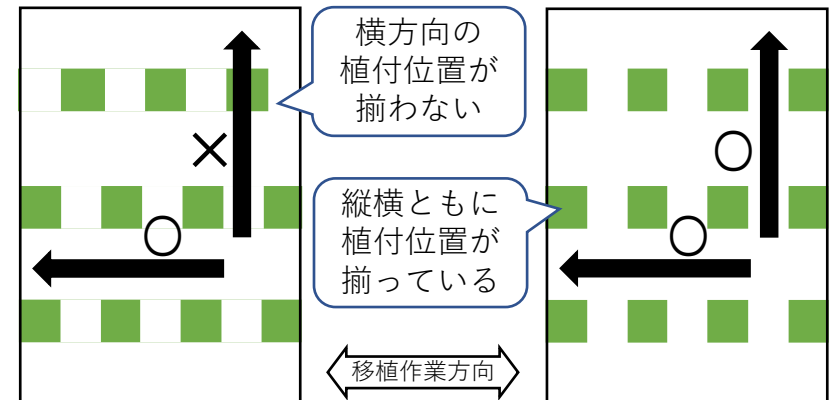 横方向の
植付位置が
揃わない
×
○
縦横ともに
植付位置が
揃っている
○
○
移植作業方向